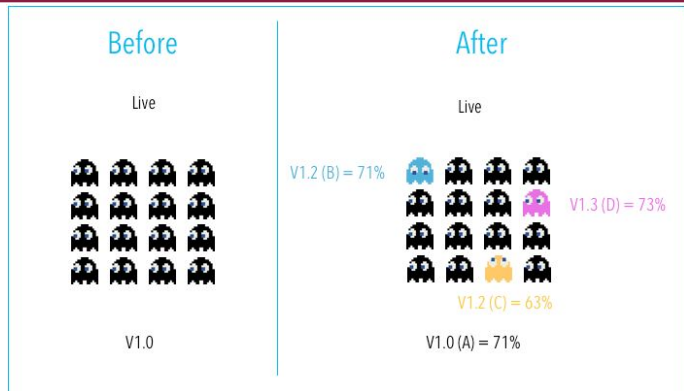 Before
Live
V1.0
After
Live
V1.2 (B) = 71%
V1.3 (D) = 73%
V1.2 (C) = 63%
V1.0 (A) = 71%